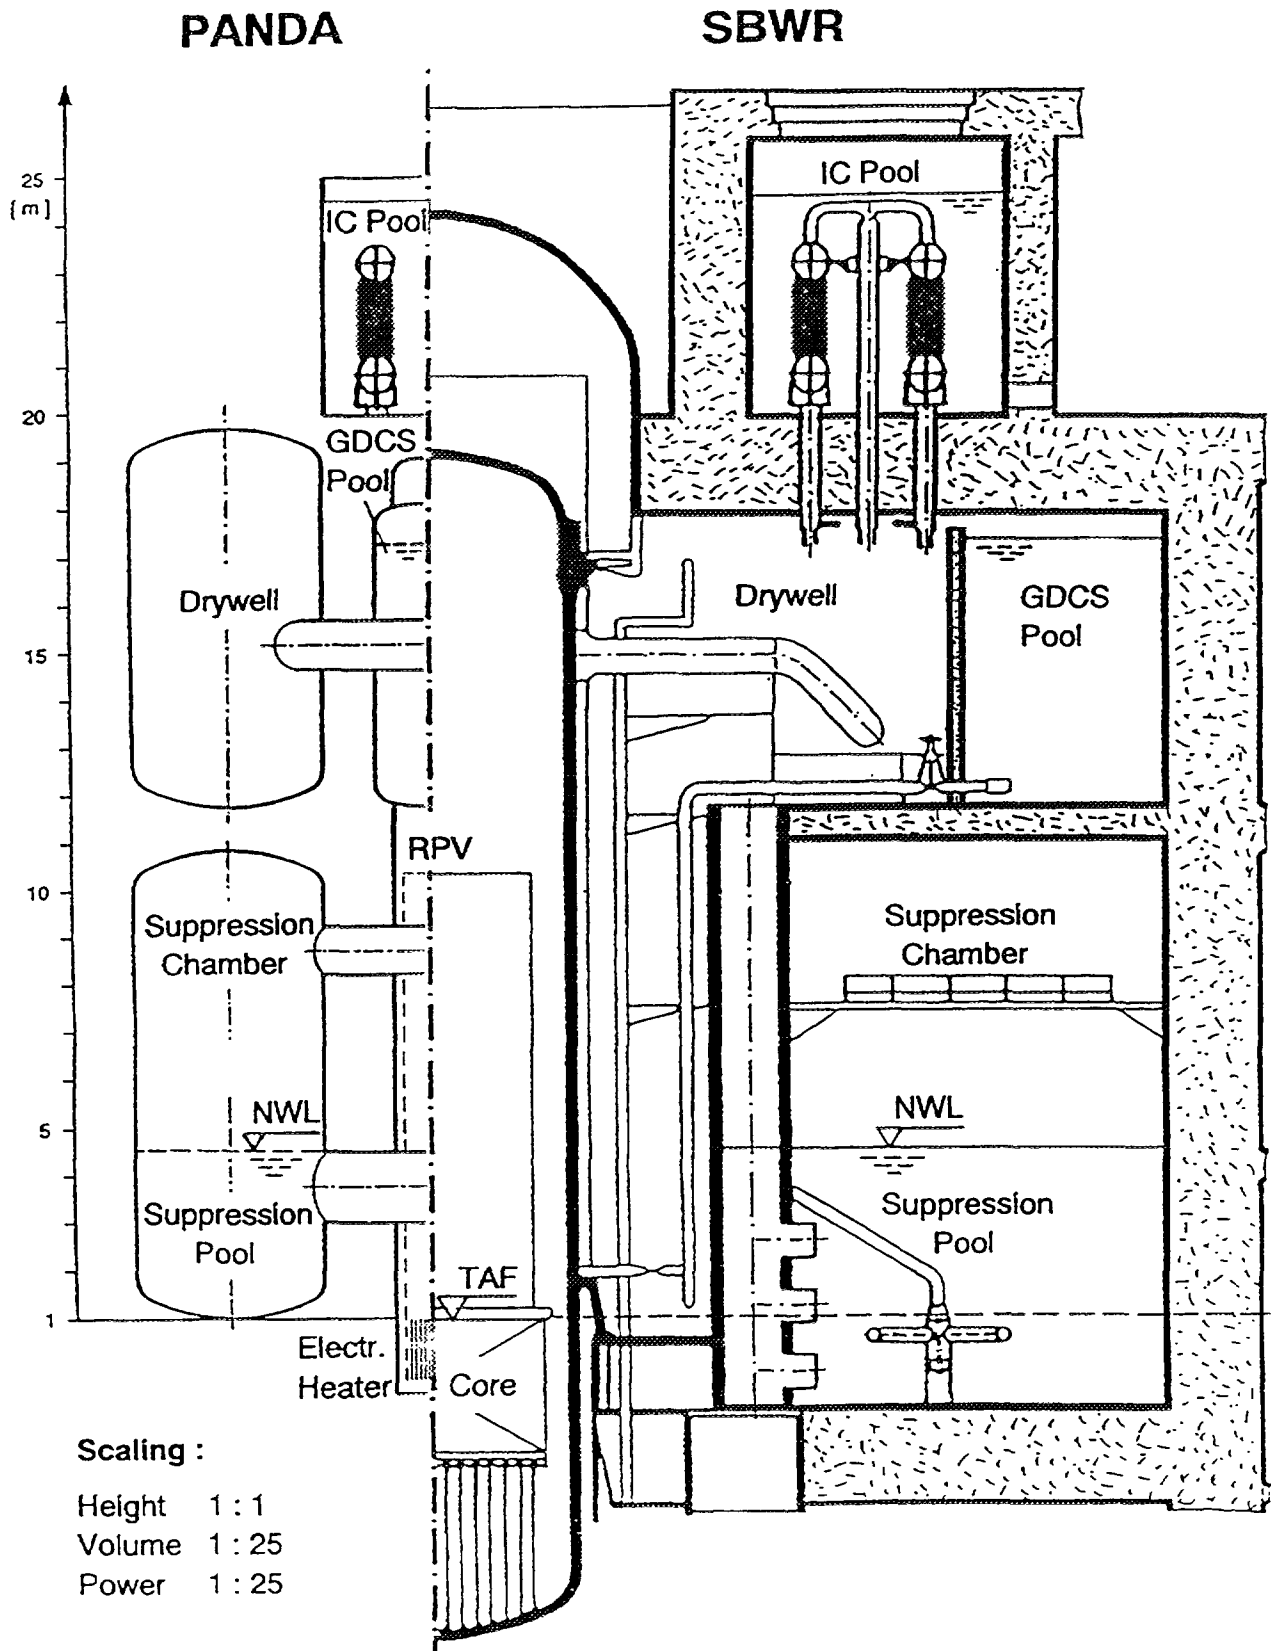 PANDA
SBWR
25
[m]
20
15
10
5
1
IC Pool
GDCS
Pool
Drywell
RPV
Suppression
Chamber
NWL
Suppression
Pool
TAF
Electr.
Heater
Core
IC Pool
Drywell
GDCS
Pool
Suppression
Chamber
NWL
Suppression
Pool
Scaling :
Height 1 : 1
Volume 1 : 25
Power 1 : 25